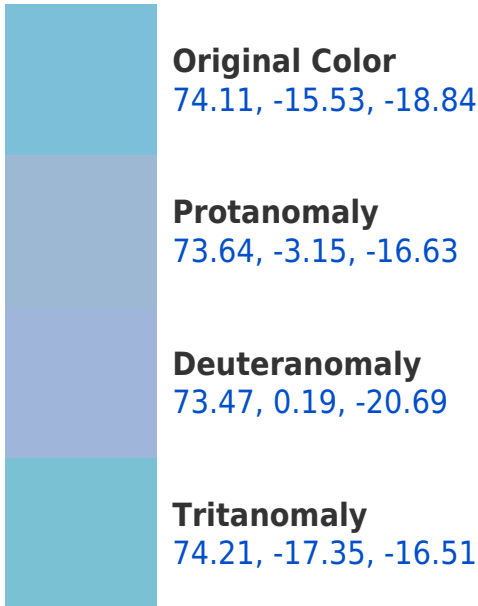 Original Color
74.11, -15.53, -18.84
Protanomaly
73.64, -3.15, -16.63
Deuteranomaly
73.47, 0.19, -20.69
Tritanomaly
74.21, -17.35, -16.51